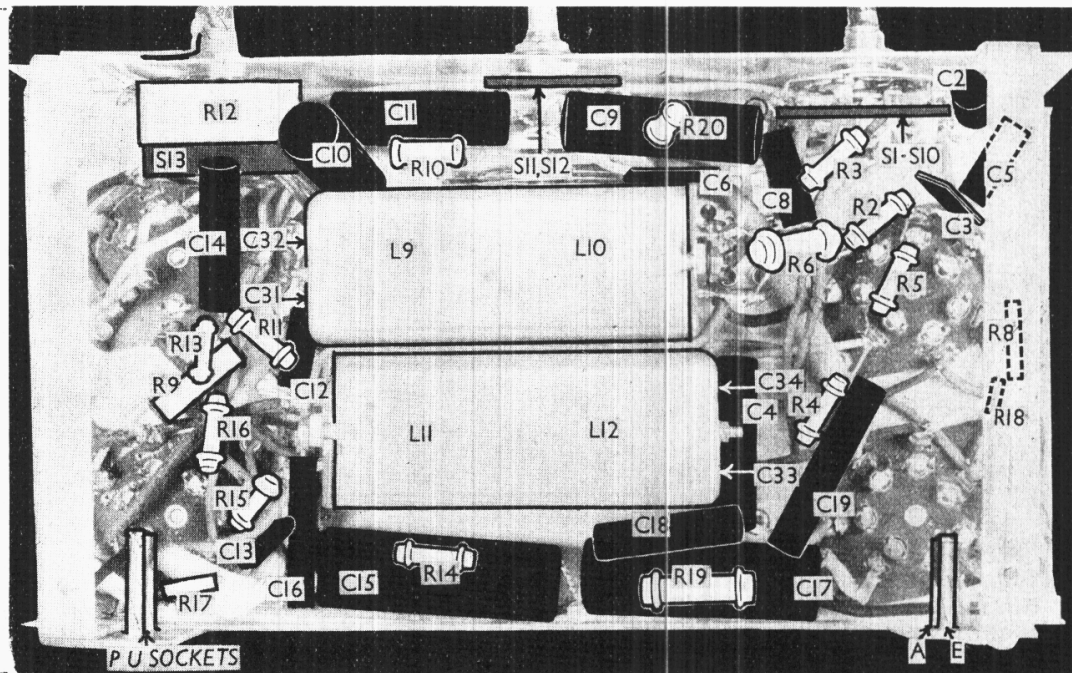 R12
C11
C9
R20
C2
S13
C10
R10
S11,S12
C6
C8
R3
S1-S10
C5
C3
C14
C32
L9
L10
R2
R6
R5
C31
R13
R11
R9
C12
R8
C34
C4
R4
R18
R16
L11
L12
C33
R15
C13
C18
C19
R17
C16
C15
R14
R19
C17
P U SOCKETS
A
E